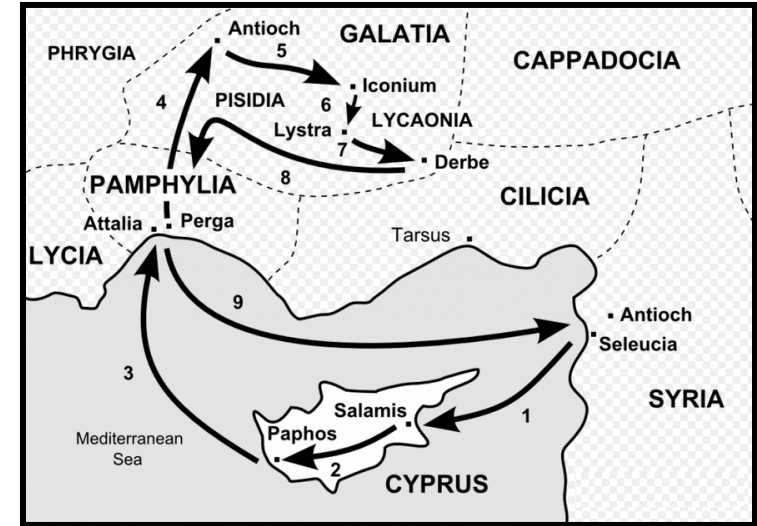 Antioch
GALATIA
PHRYGIA
5
CAPPADOCIA
Iconium
4
PISIDIA
6
LYCAONIA
Lystra
7
Derbe
8
PAMPHYLIA
CILICIA
Attalia
Perga
Tarsus
LYCIA
9
Antioch
Seleucia
3
SYRIA
Salamis
1
Paphos
Mediterranean
Sea
2
CYPRUS